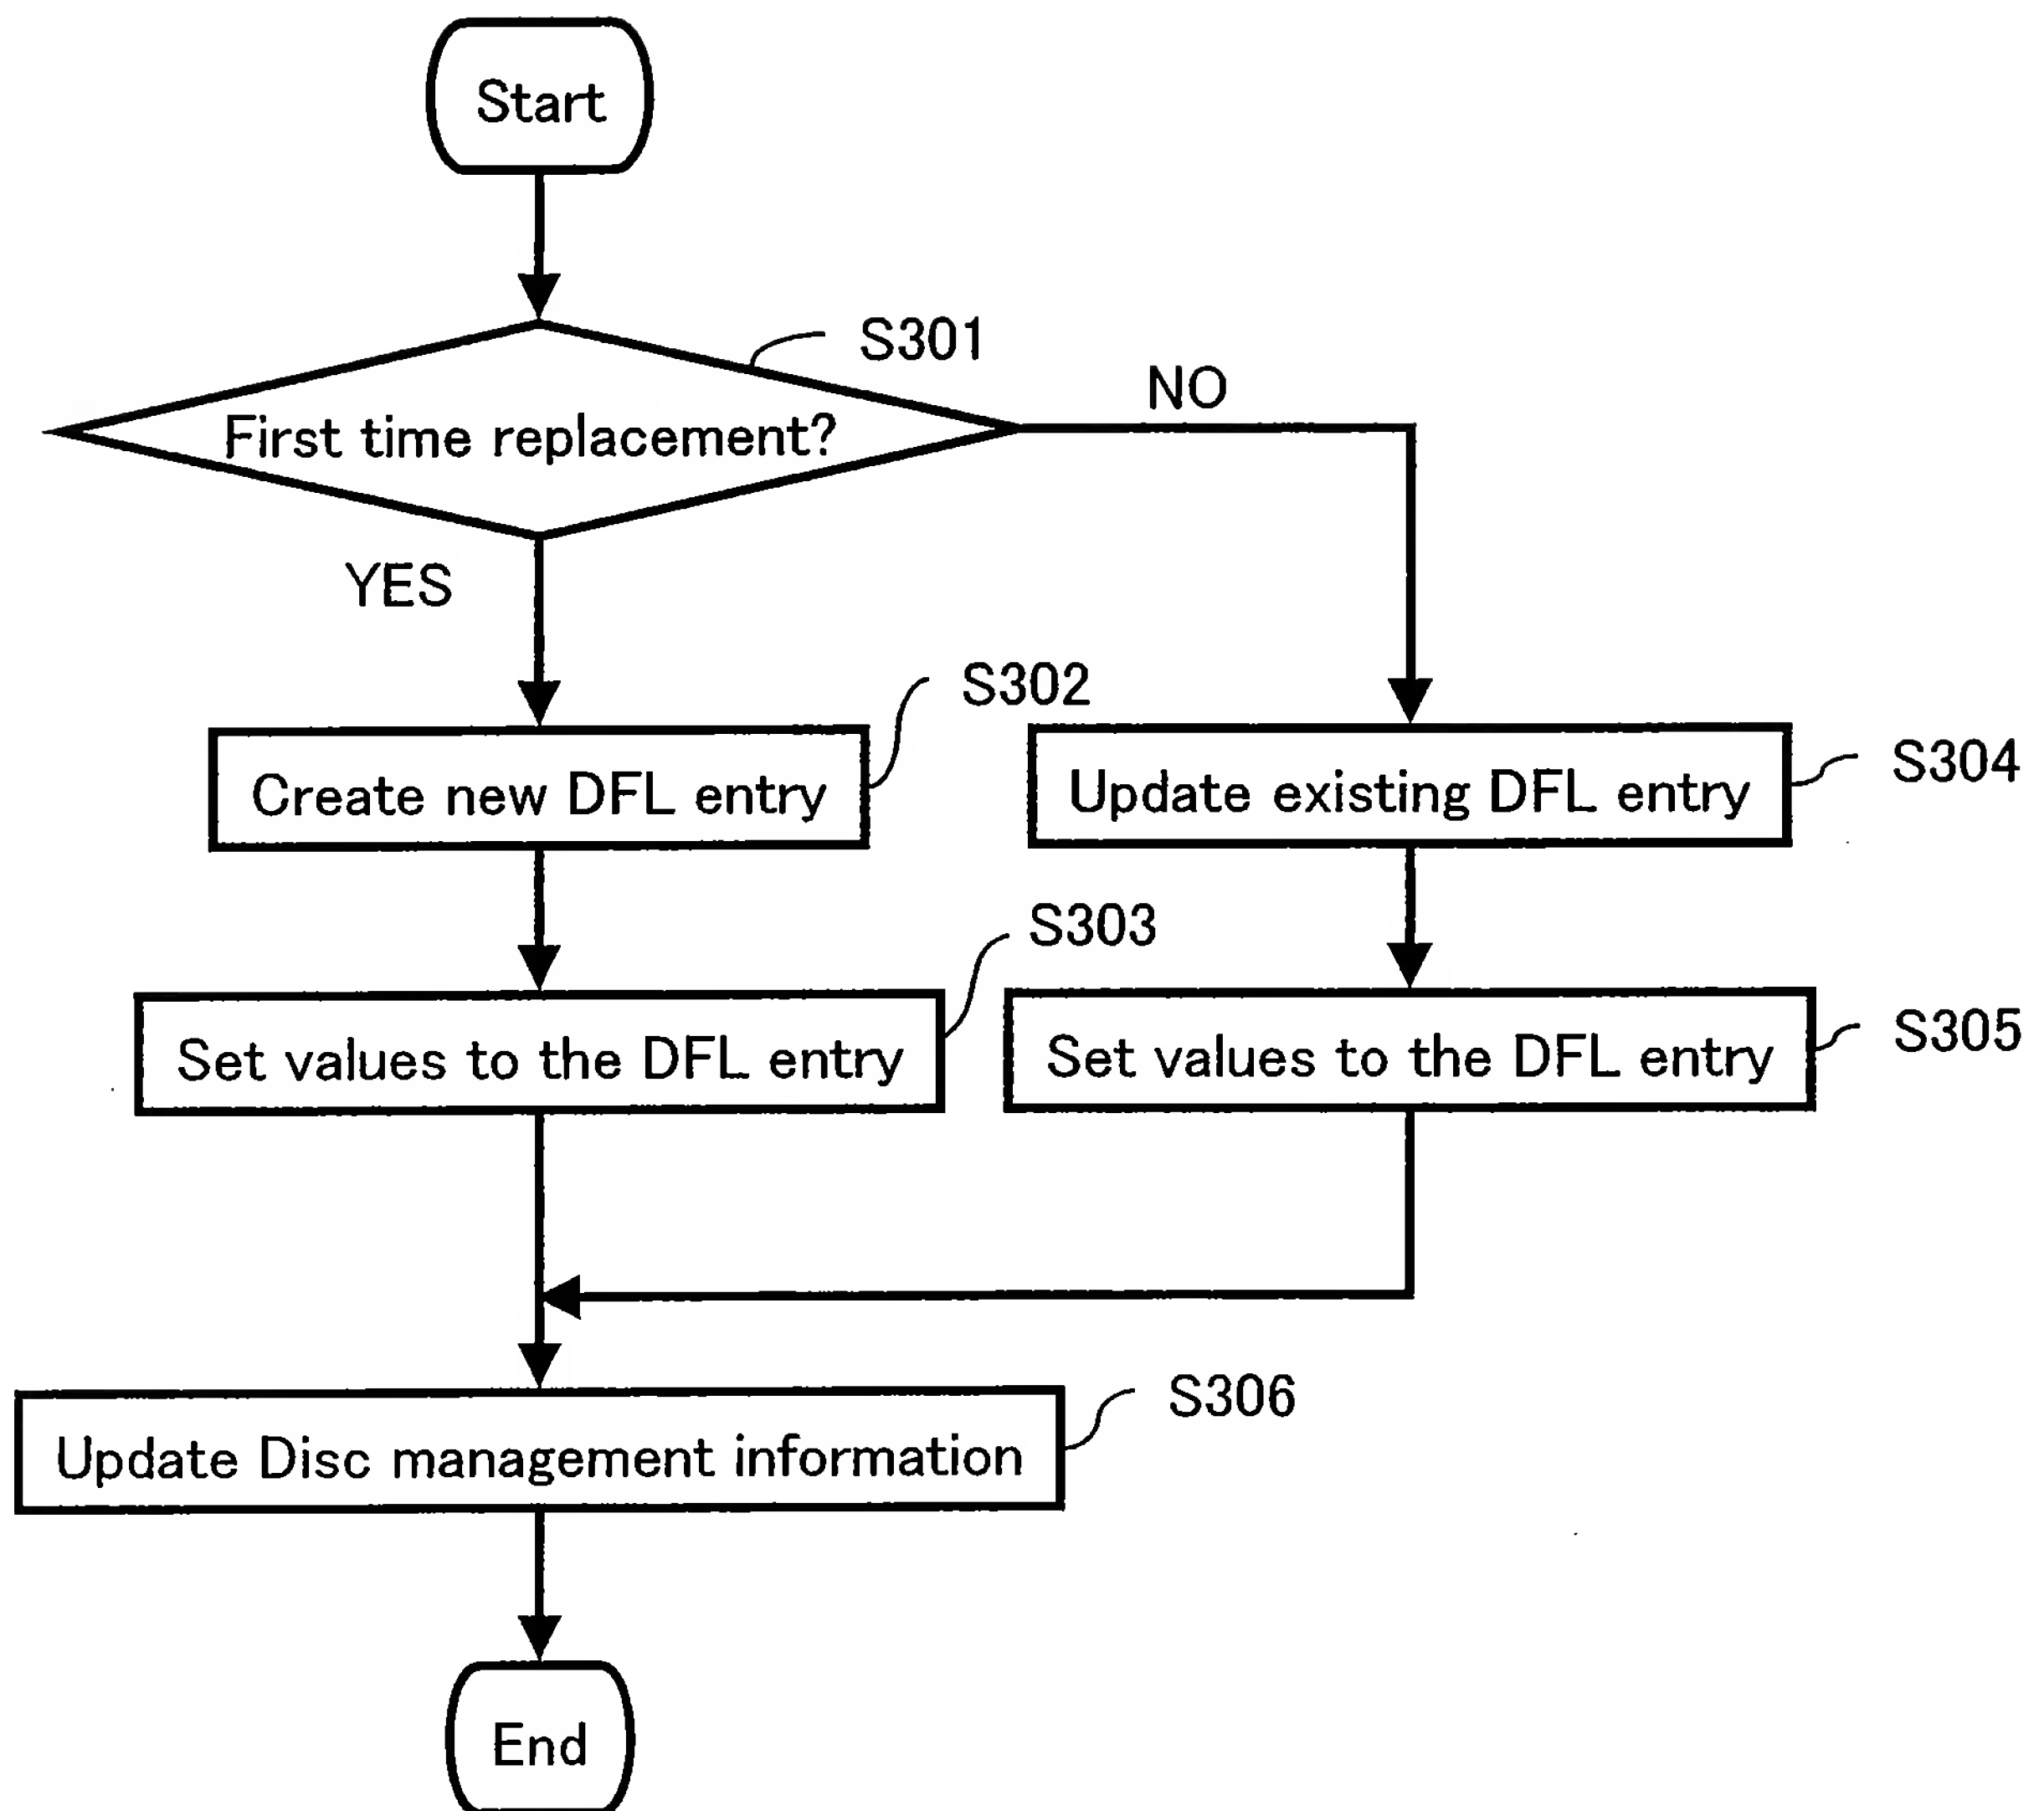 Start
S301
First time replacement?
NO
YES
S302
Create new DFL entry
S304
Update existing DFL entry
S303
Set values to the DFL entry
S305
Set values to the DFL entry
S306
Update Disc management information
End